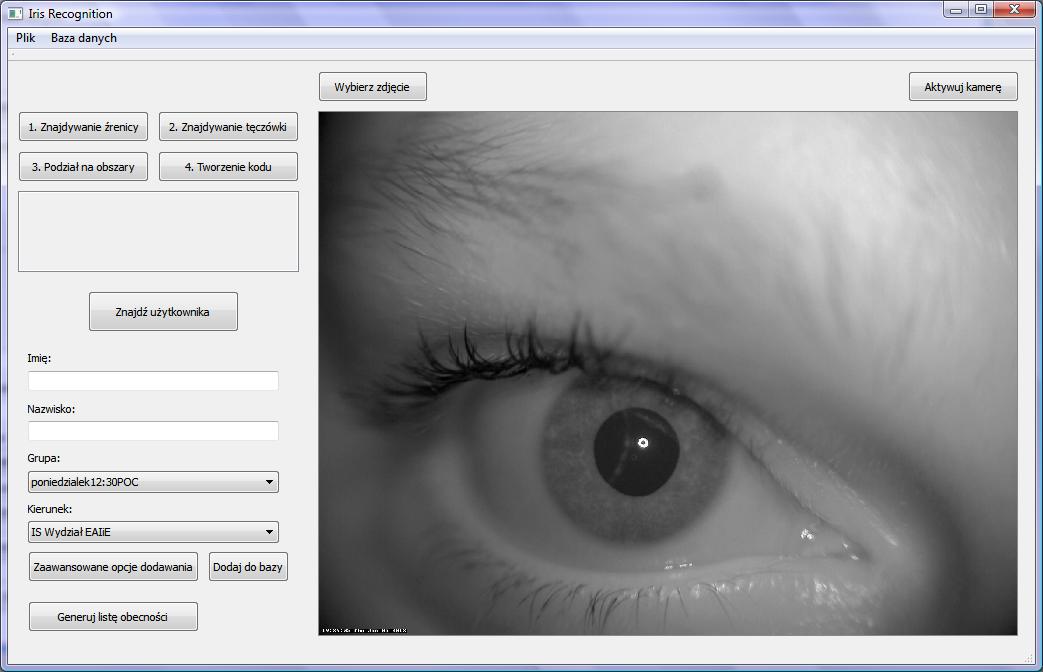 Iris Recognition
Plik Baza danych
Wybierz zdjęcie
Aktywuj kamerę
1. Znajdywanie źrenicy
2. Znajdywanie tęczówki
3. Podział na obszary
4. Tworzenie kodu
Znajdź użytkownika
Imię:
Nazwisko:
Grupa:
poniedzialek12:30POC
Kierunek:
IS Wydział EAIiE
Zaawansowane opcje dodawania
Dodaj do bazy
Generuj listę obecności